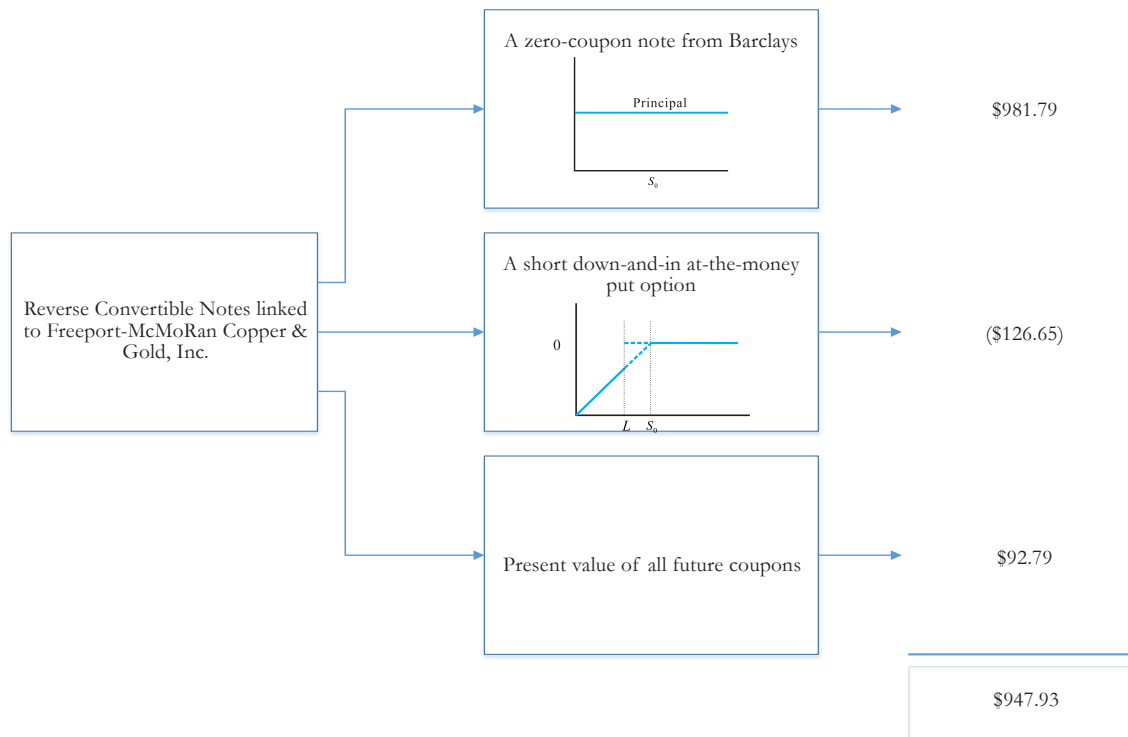 A zero-coupon note from Barclays
Principal
S₀
$981.79
Reverse Convertible Notes linked
to Freeport-McMoRan Copper &
Gold, Inc.
A short down-and-in at-the-money
put option
0
L S₀
($126.65)
Present value of all future coupons
$92.79
$947.93